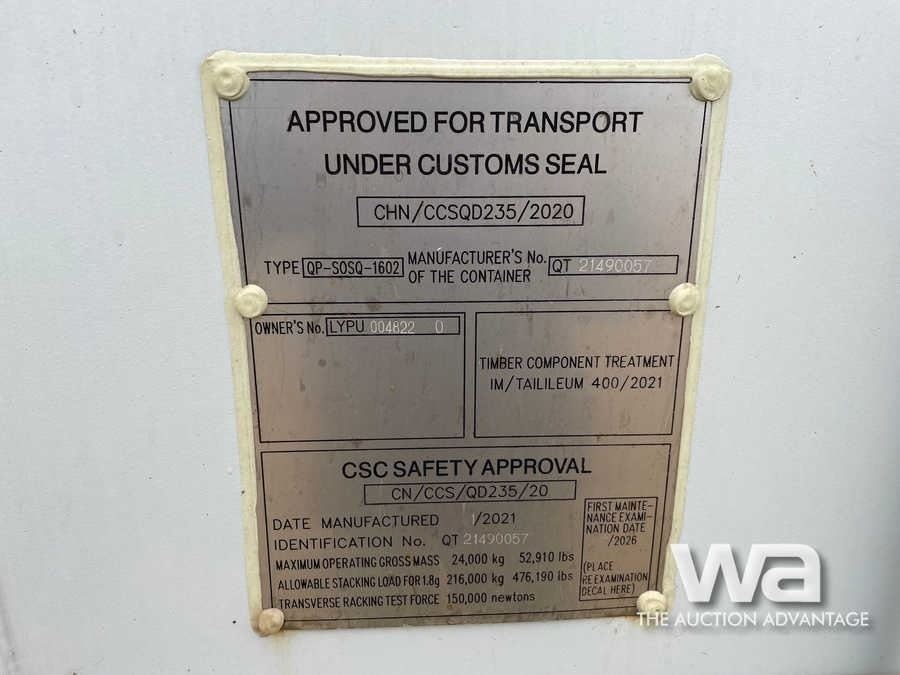 APPROVED FOR TRANSPORT
UNDER CUSTOMS SEAL
CHN/CCSQD235/2020
TYPE QP-SOSQ-1602 MANUFACTURER'S No. OF THE CONTAINER QT 21490057
OWNER'S No. LYPU 004822 0
TIMBER COMPONENT TREATMENT
IM/TAILILEUM 400/2021
CSC SAFETY APPROVAL
CN/CCS/QD235/20
DATE MANUFACTURED 1/2021
IDENTIFICATION No. QT 21490057
MAXIMUM OPERATING GROSS MASS 24,000 kg 52,910 lbs
ALLOWABLE STACKING LOAD FOR 1.8g 216,000 kg 476,190 lbs
TRANSVERSE RACKING TEST FORCE 150,000 newtons
FIRST MAINTE-
NANCE EXAMI-
NATION DATE
/2026
(PLACE
REEXAMINATION
DECAL HERE)
wa
THE AUCTION ADVANTAGE